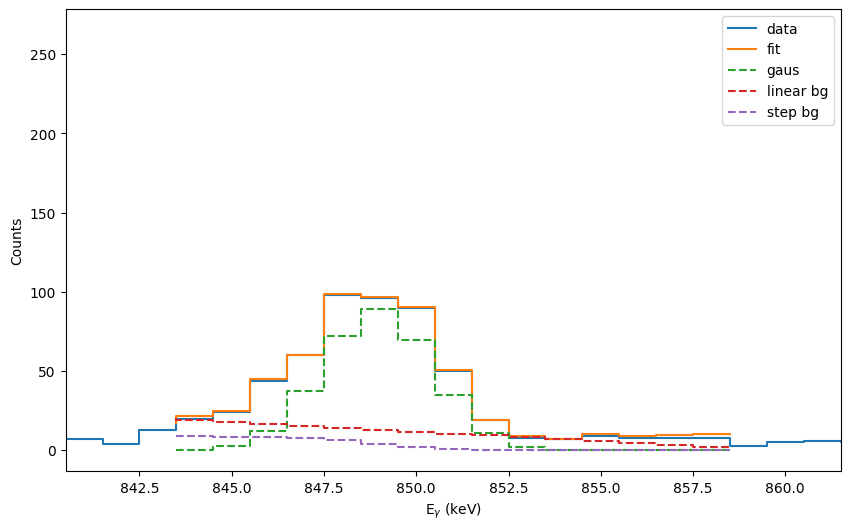 250
200
150
100
50
0
Counts
842.5 845.0 847.5 850.0 852.5 855.0 857.5 860.0
Eγ (keV)
data
fit
gaus
linear bg
step bg